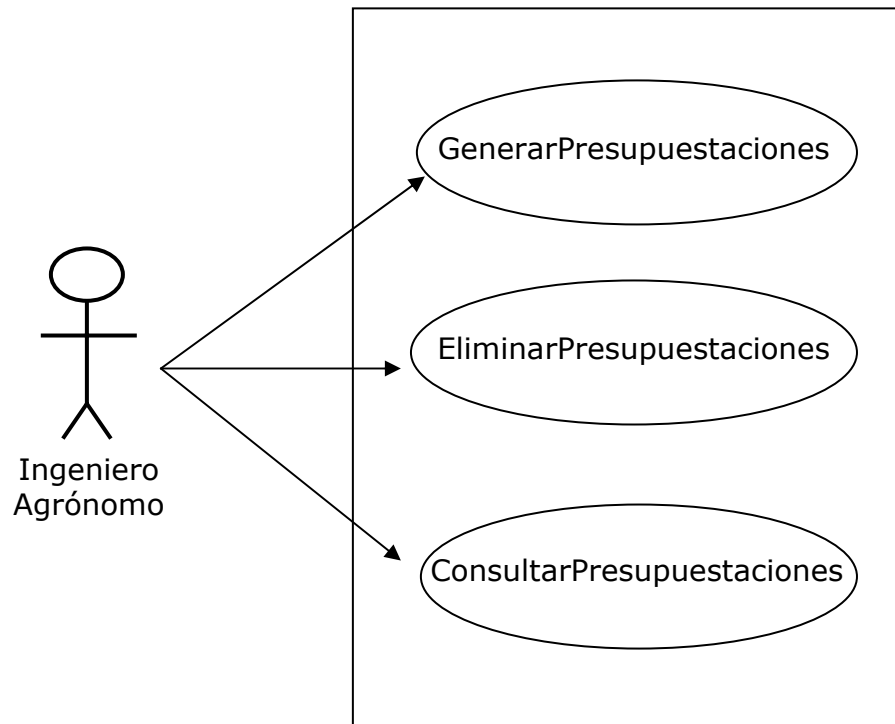 GenerarPresupuestaciones
EliminarPresupuestaciones
Ingeniero
Agrónomo
ConsultarPresupuestaciones